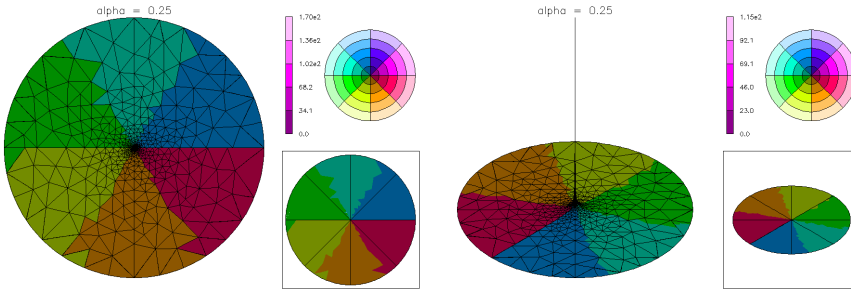 alpha = 0.25
1.70e2
1.36e2
1.02e2
68.2
34.1
0.0
alpha = 0.25
1.15e2
92.1
69.1
46.0
23.0
0.0